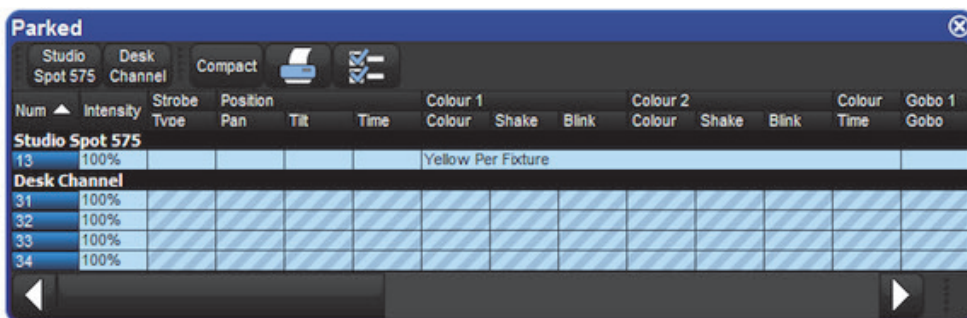 Parked
Studio Spot 575 Desk Channel Compact
Num Intensity Strobe Position Colour 1 Colour 2 Colour Gobo 1
Type Pan Tilt Time Colour Shake Blink Colour Shake Blink Time Gobo
Studio Spot 575
13 100% Yellow Per Fixture
Desk Channel
31 100%
32 100%
33 100%
34 100%